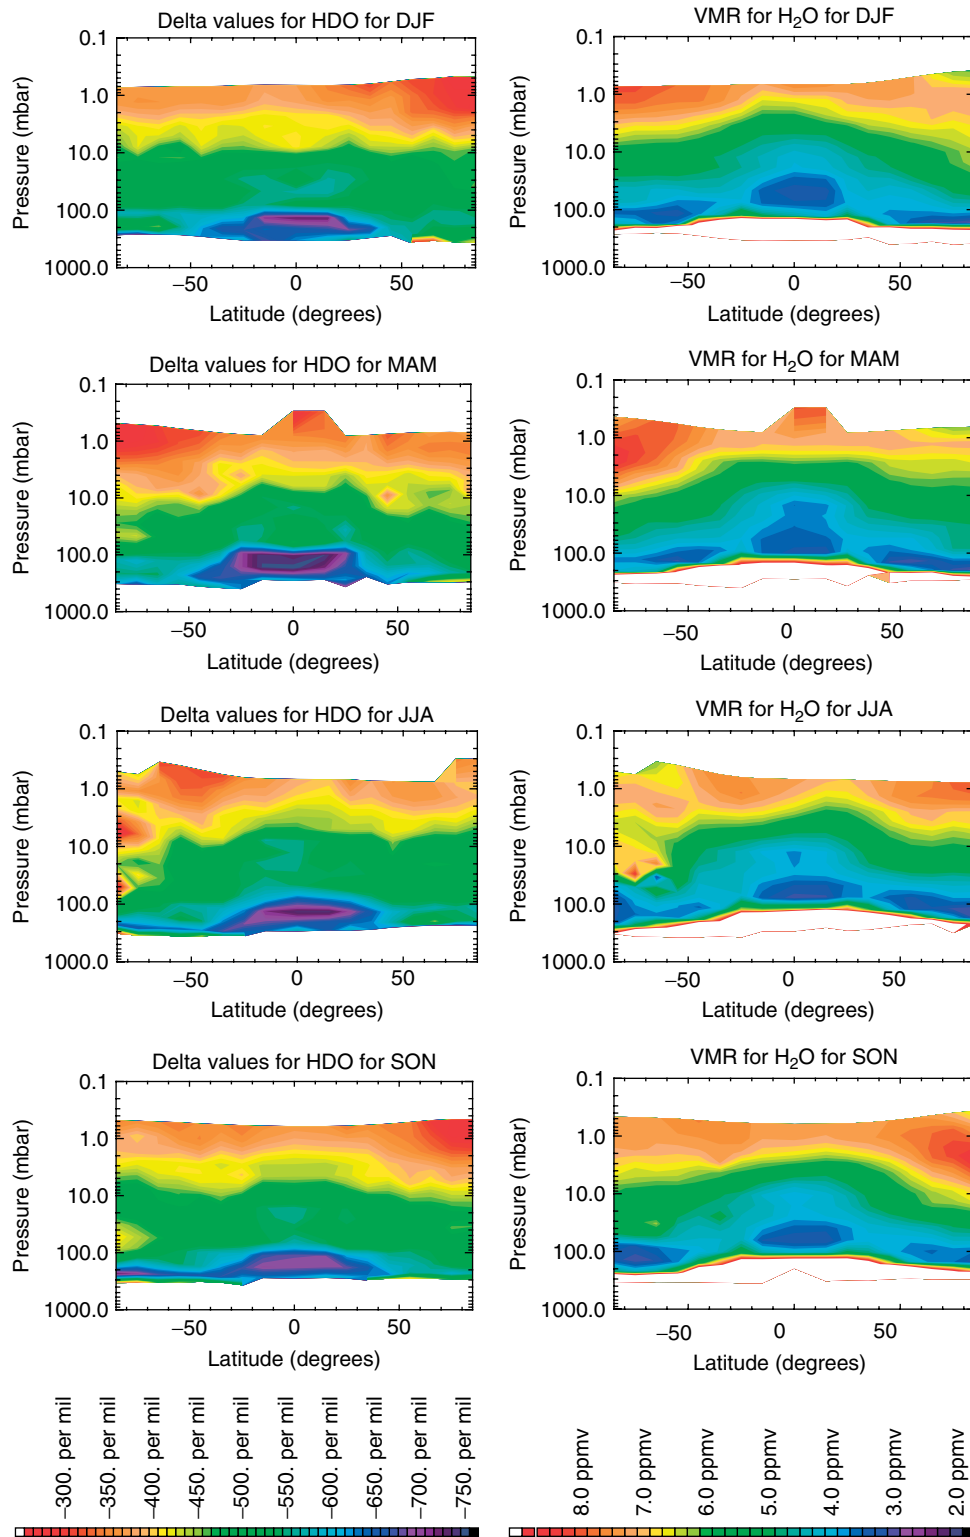 Delta values for HDO for DJF
0.1
1.0
10.0
100.0
1000.0
Pressure (mbar)
−50 0 50
Latitude (degrees)
VMR for H₂O for DJF
0.1
1.0
10.0
100.0
1000.0
Pressure (mbar)
−50 0 50
Latitude (degrees)
Delta values for HDO for MAM
0.1
1.0
10.0
100.0
1000.0
Pressure (mbar)
−50 0 50
Latitude (degrees)
VMR for H₂O for MAM
0.1
1.0
10.0
100.0
1000.0
Pressure (mbar)
−50 0 50
Latitude (degrees)
Delta values for HDO for JJA
0.1
1.0
10.0
100.0
1000.0
Pressure (mbar)
−50 0 50
Latitude (degrees)
VMR for H₂O for JJA
0.1
1.0
10.0
100.0
1000.0
Pressure (mbar)
−50 0 50
Latitude (degrees)
Delta values for HDO for SON
0.1
1.0
10.0
100.0
1000.0
Pressure (mbar)
−50 0 50
Latitude (degrees)
VMR for H₂O for SON
0.1
1.0
10.0
100.0
1000.0
Pressure (mbar)
−50 0 50
Latitude (degrees)
−300. per mil
−350. per mil
−400. per mil
−450. per mil
−500. per mil
−550. per mil
−600. per mil
−650. per mil
−700. per mil
−750. per mil
8.0 ppmv
7.0 ppmv
6.0 ppmv
5.0 ppmv
4.0 ppmv
3.0 ppmv
2.0 ppmv